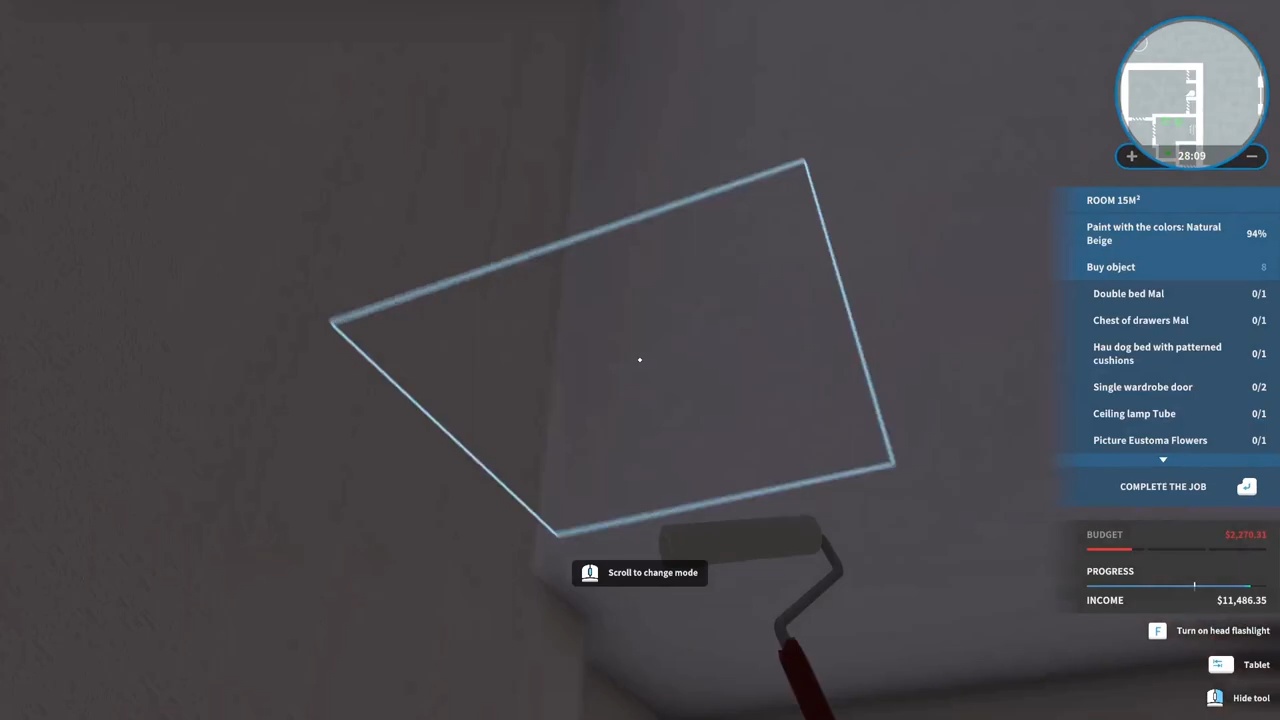 28:09
ROOM 15M²
Paint with the colors: Natural
Beige
94%
Buy object 8
Double bed Mal 0/1
Chest of drawers Mal 0/1
Hau dog bed with patterned
cushions
0/1
Single wardrobe door 0/2
Ceiling lamp Tube 0/1
Picture Eustoma Flowers 0/1
COMPLETE THE JOB
BUDGET $2,270.31
Scroll to change mode
PROGRESS
INCOME $11,486.35
F Turn on head flashlight
Tablet
Hide tool